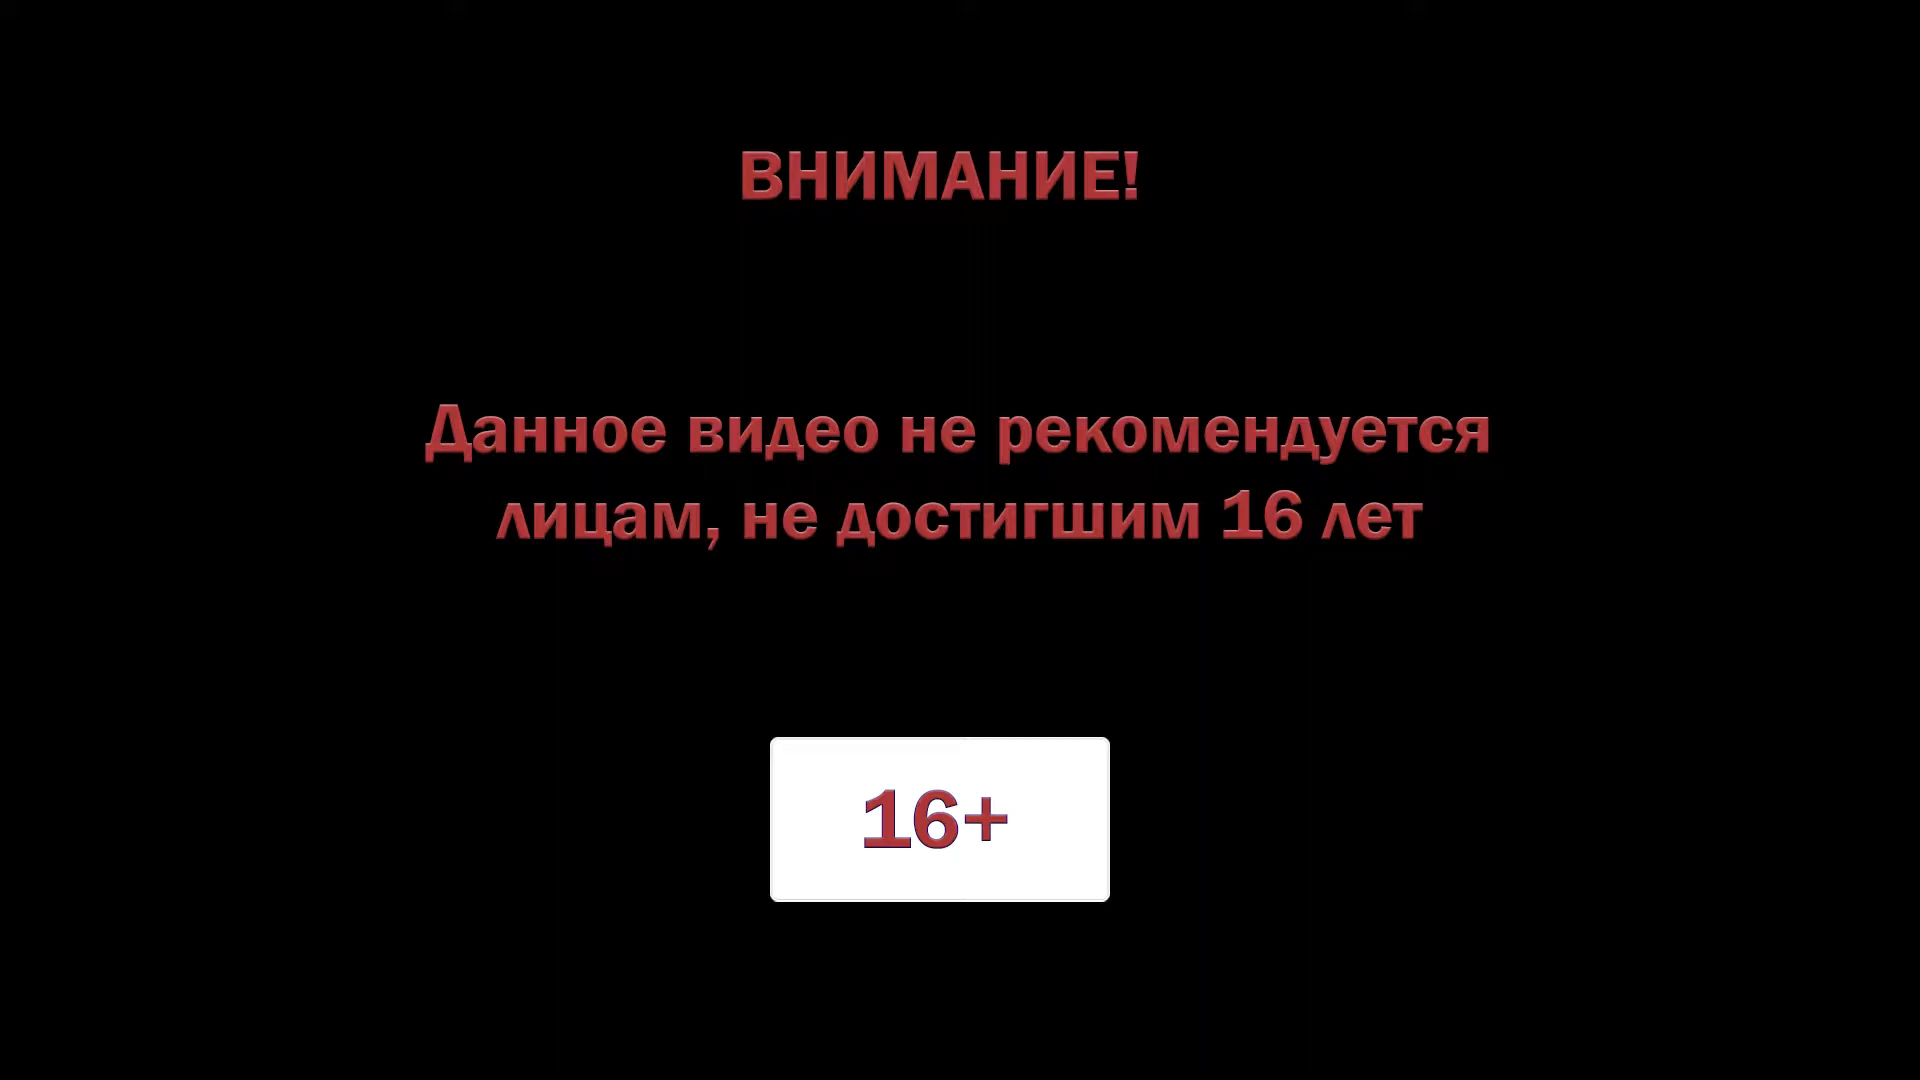 ВНИМАНИЕ!
Данное видео не рекомендуется
лицам, не достигшим 16 лет
16+